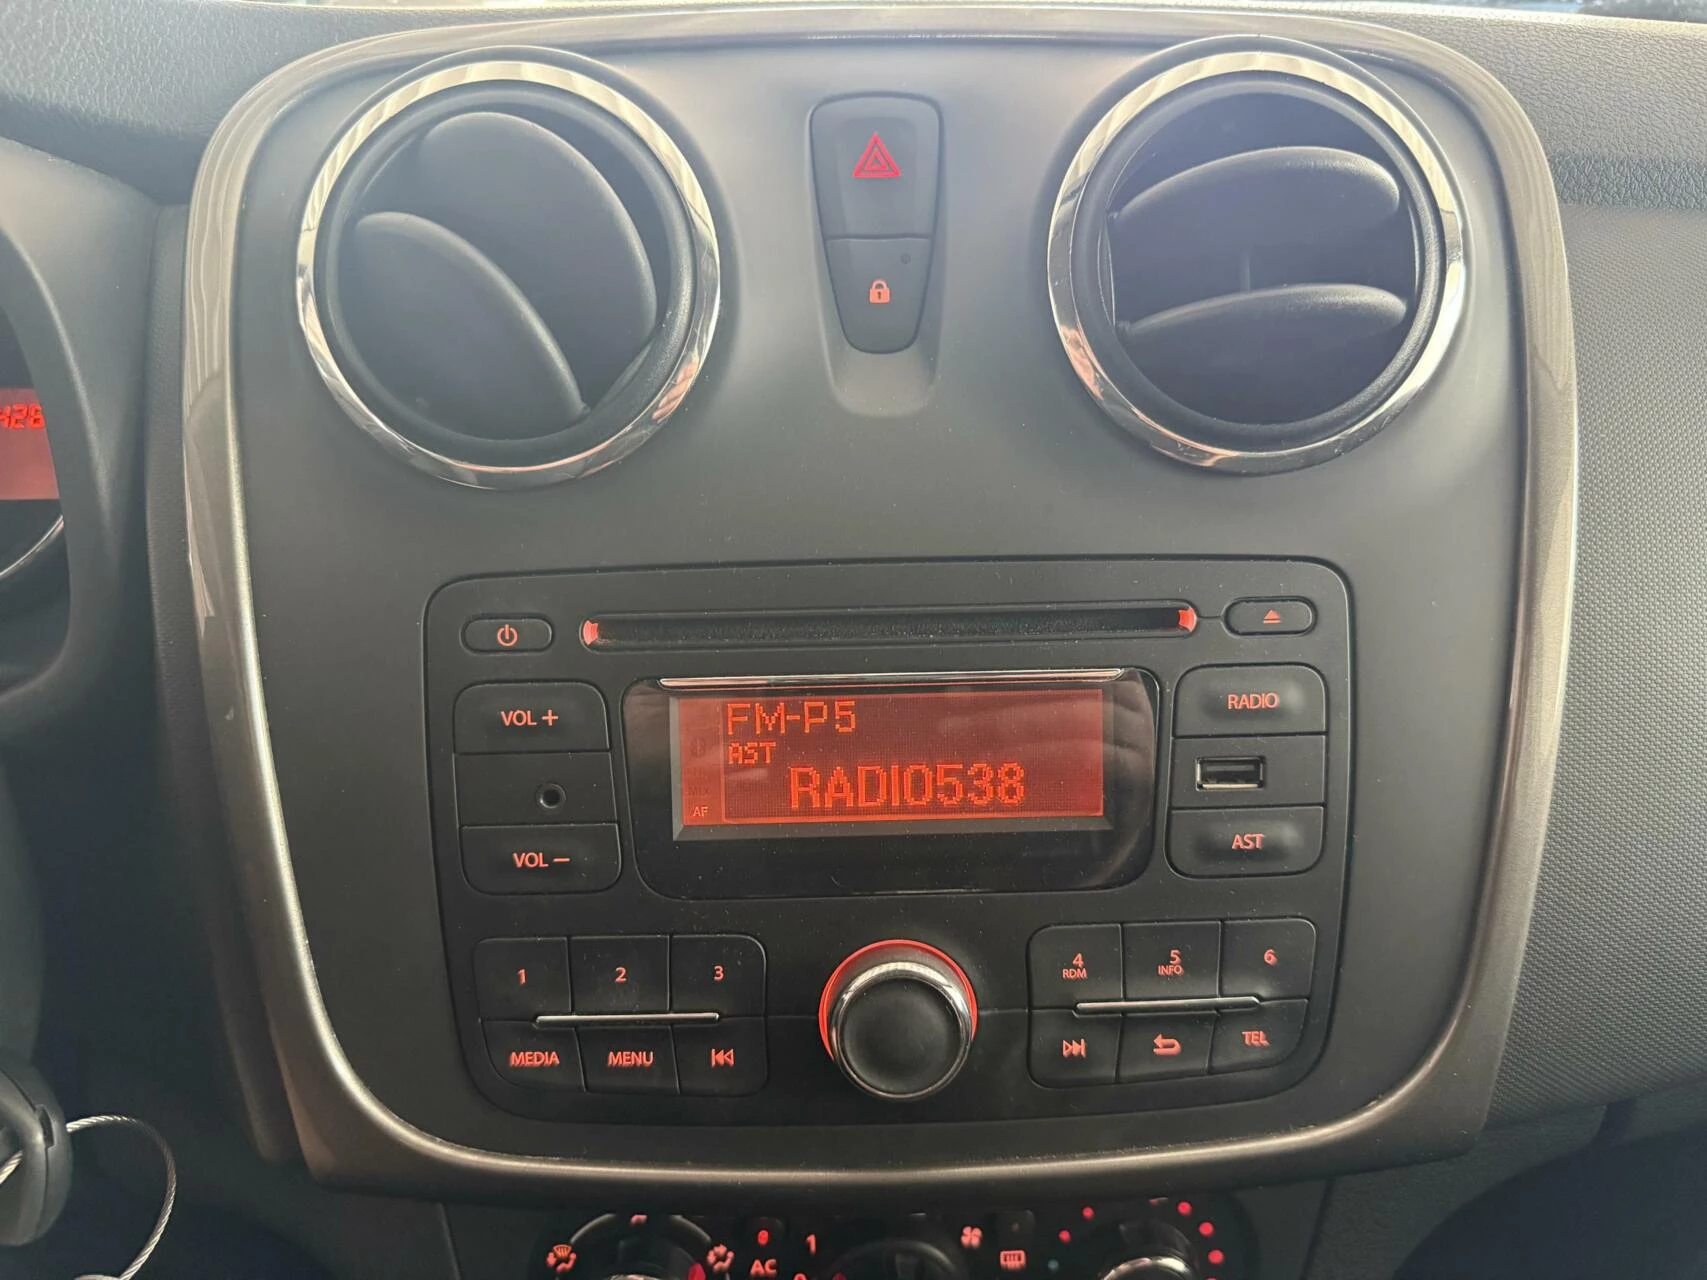 FM-P5
AST
RADIO538
AF
VOL +
VOL −
RADIO
AST
1
2
3
4
RDM
5
INFO
6
MEDIA
MENU
TEL
AC
1